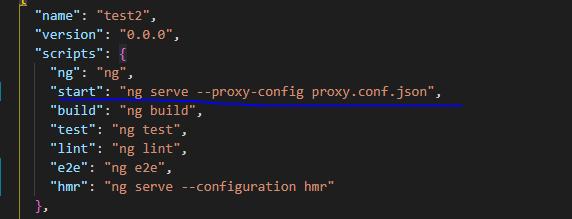 {
"name": "test2",
"version": "0.0.0",
"scripts": {
"ng": "ng",
"start": "ng serve --proxy-config proxy.conf.json",
"build": "ng build",
"test": "ng test",
"lint": "ng lint",
"e2e": "ng e2e",
"hmr": "ng serve --configuration hmr"
},